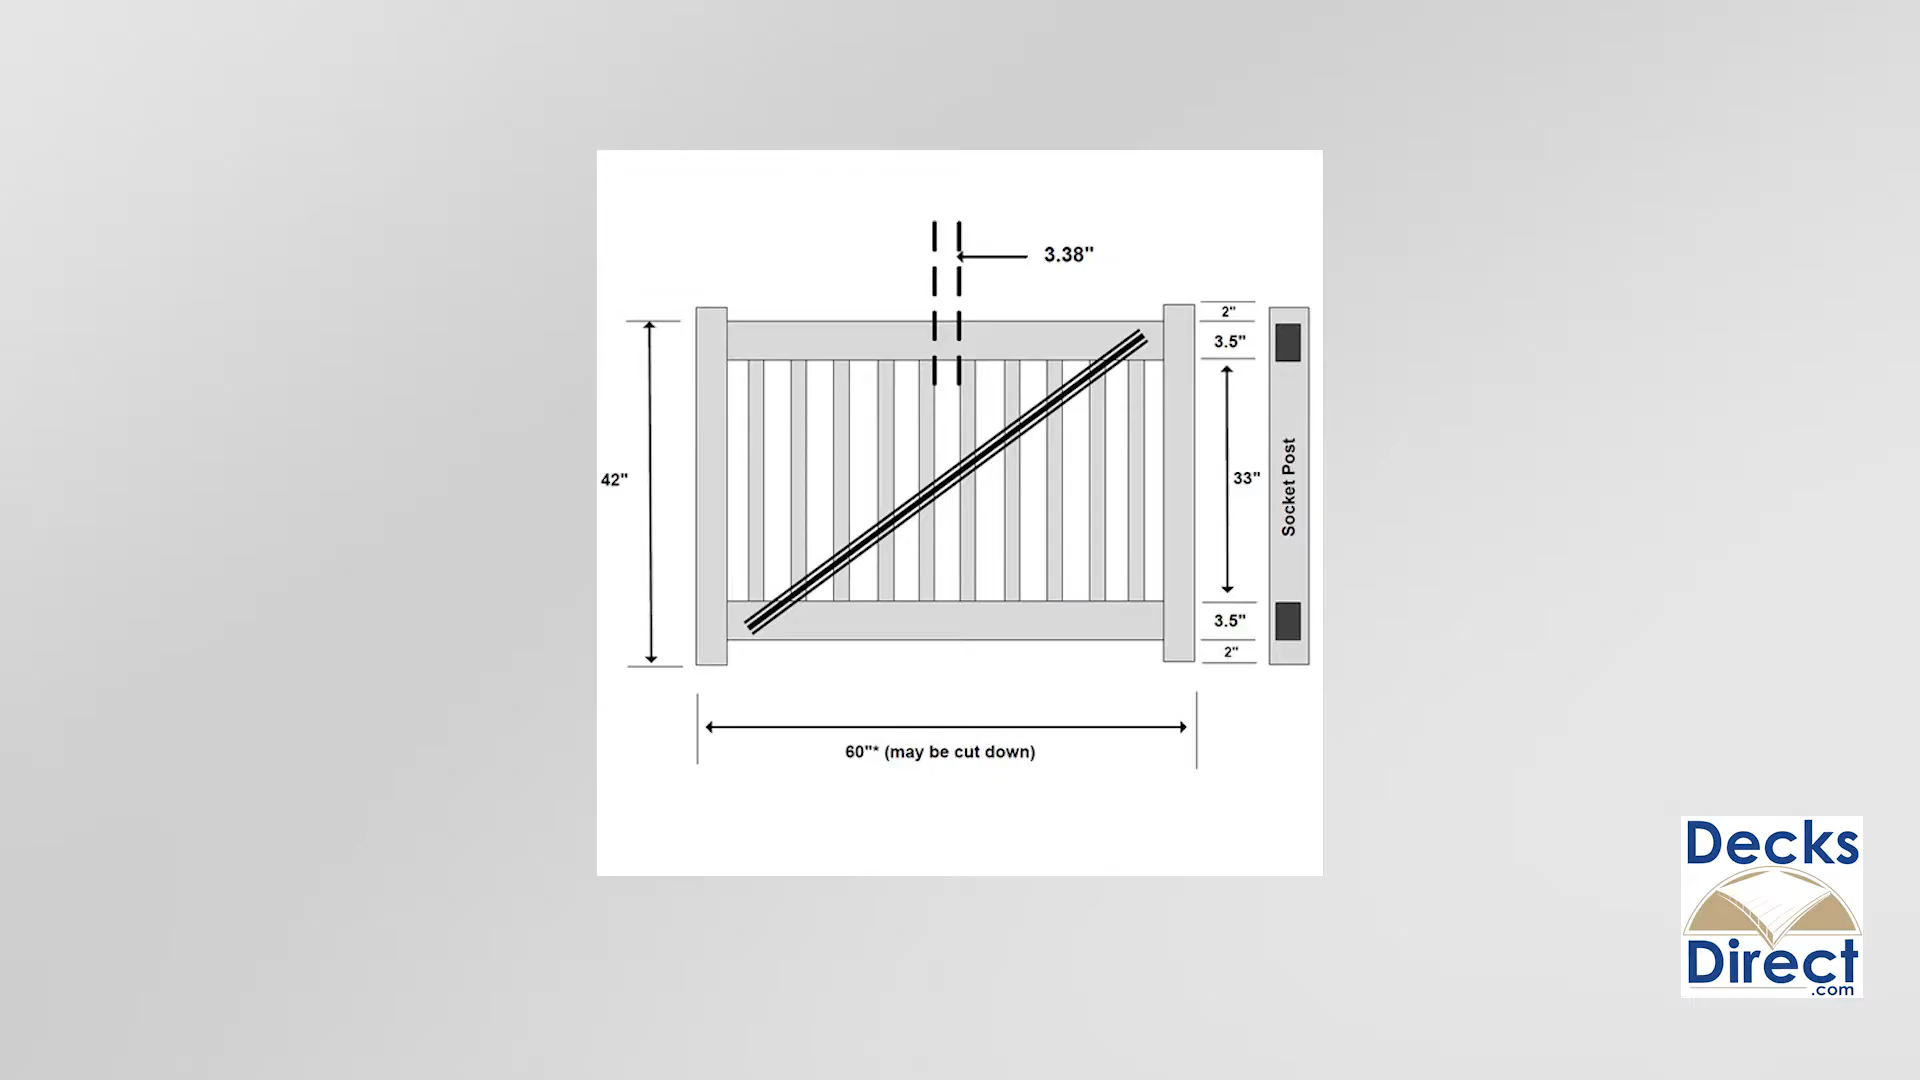 3.38"
2"
3.5"
42"
33"
Socket Post
3.5"
2"
60"* (may be cut down)
Decks
Direct
.com